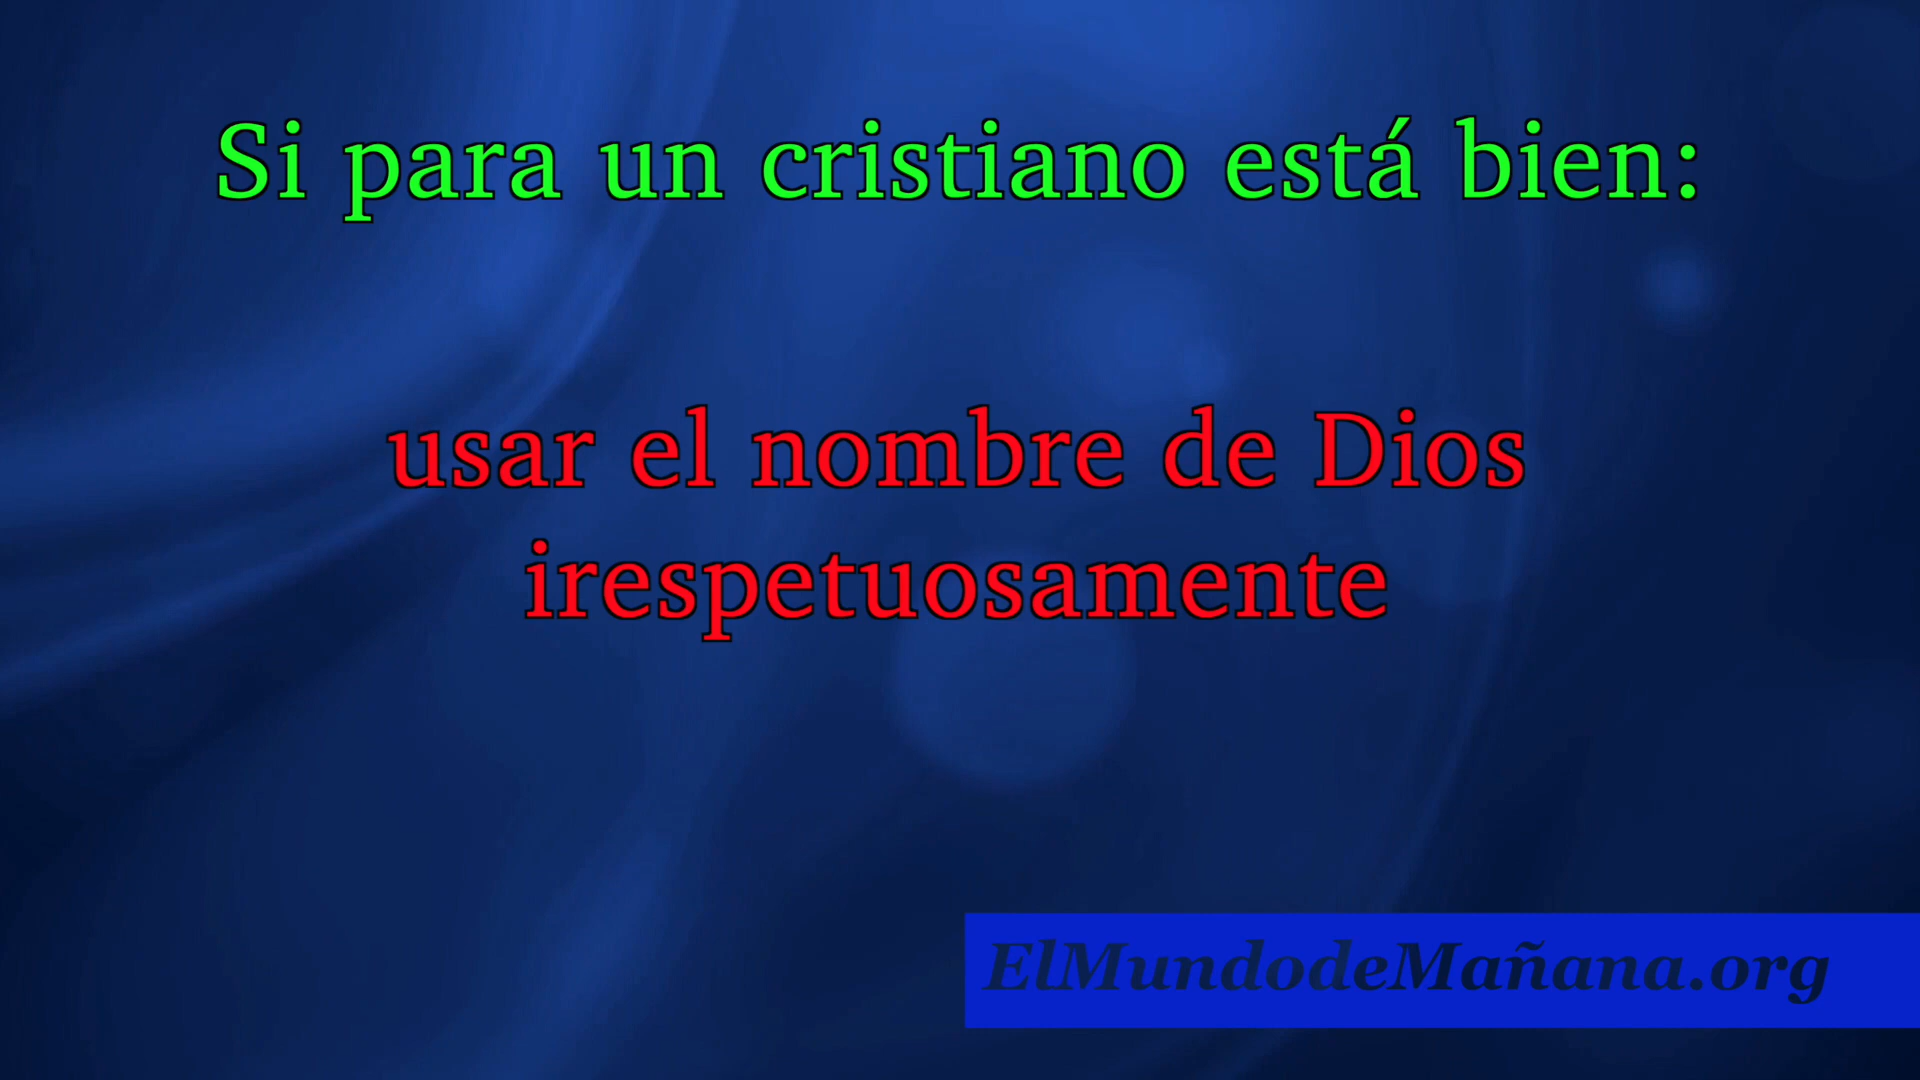 Si para un cristiano está bien:
usar el nombre de Dios
irespetuosamente
ElMundodeMañana.org